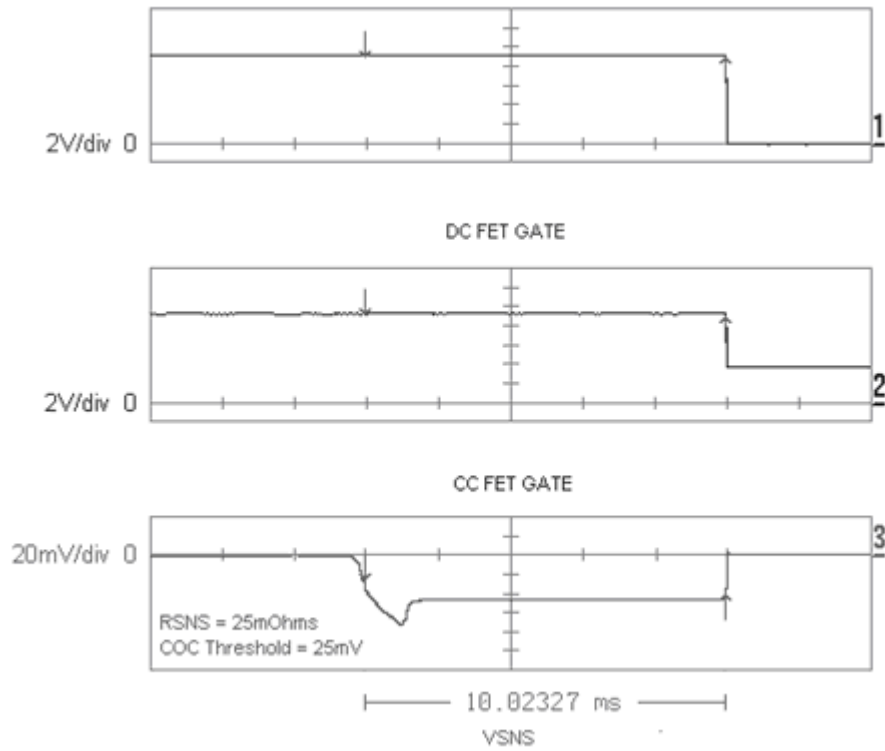 1
2V/div 0
DC FET GATE
2
2V/div 0
CC FET GATE
3
20mV/div 0
RSNS = 25mOhms
COC Threshold = 25mV
10.02327 ms
VSNS